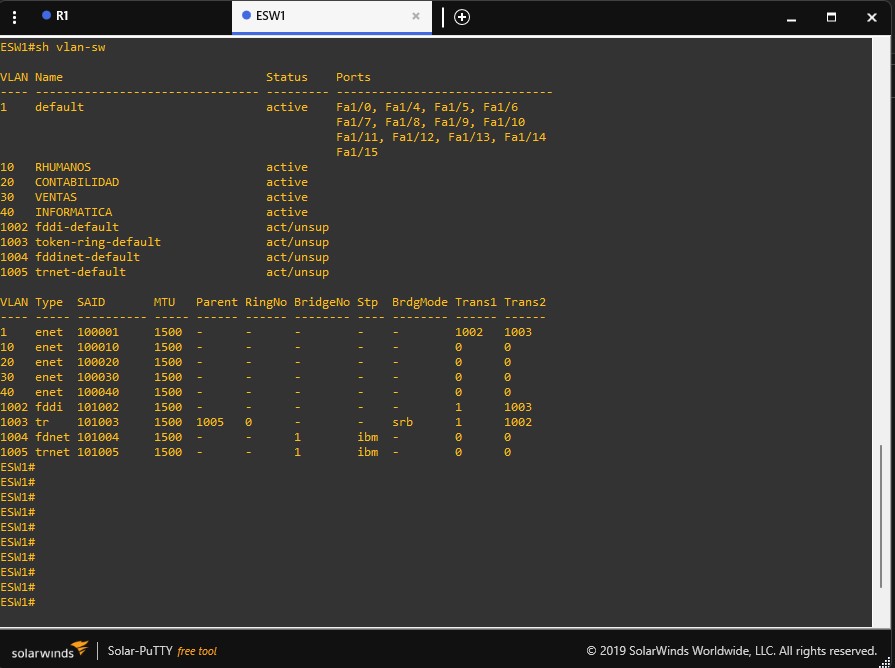 R1
ESW1
ESW1#sh vlan-sw
VLAN Name                             Status    Ports
---- -------------------------------- --------- -------------------------------
1    default                          active    Fa1/0, Fa1/4, Fa1/5, Fa1/6
                                                Fa1/7, Fa1/8, Fa1/9, Fa1/10
                                                Fa1/11, Fa1/12, Fa1/13, Fa1/14
                                                Fa1/15
10   RHUMANOS                         active
20   CONTABILIDAD                     active
30   VENTAS                           active
40   INFORMATICA                      active
1002 fddi-default                     act/unsup
1003 token-ring-default               act/unsup
1004 fddinet-default                  act/unsup
1005 trnet-default                    act/unsup
VLAN Type  SAID       MTU   Parent RingNo BridgeNo Stp  BrdgMode Trans1 Trans2
---- ----- ---------- ----- ------ ------ -------- ---- -------- ------ ------
1    enet  100001     1500  -      -      -        -    -        1002   1003
10   enet  100010     1500  -      -      -        -    -        0      0
20   enet  100020     1500  -      -      -        -    -        0      0
30   enet  100030     1500  -      -      -        -    -        0      0
40   enet  100040     1500  -      -      -        -    -        0      0
1002 fddi  101002     1500  -      -      -        -    -        1      1003
1003 tr    101003     1500  1005   0      -        -    srb      1      1002
1004 fdnet 101004     1500  -      -      1        ibm  -        0      0
1005 trnet 101005     1500  -      -      1        ibm  -        0      0
ESW1#
ESW1#
ESW1#
ESW1#
ESW1#
ESW1#
ESW1#
ESW1#
ESW1#
ESW1#
solarwinds Solar-PuTTY free tool © 2019 SolarWinds Worldwide, LLC. All rights reserved.